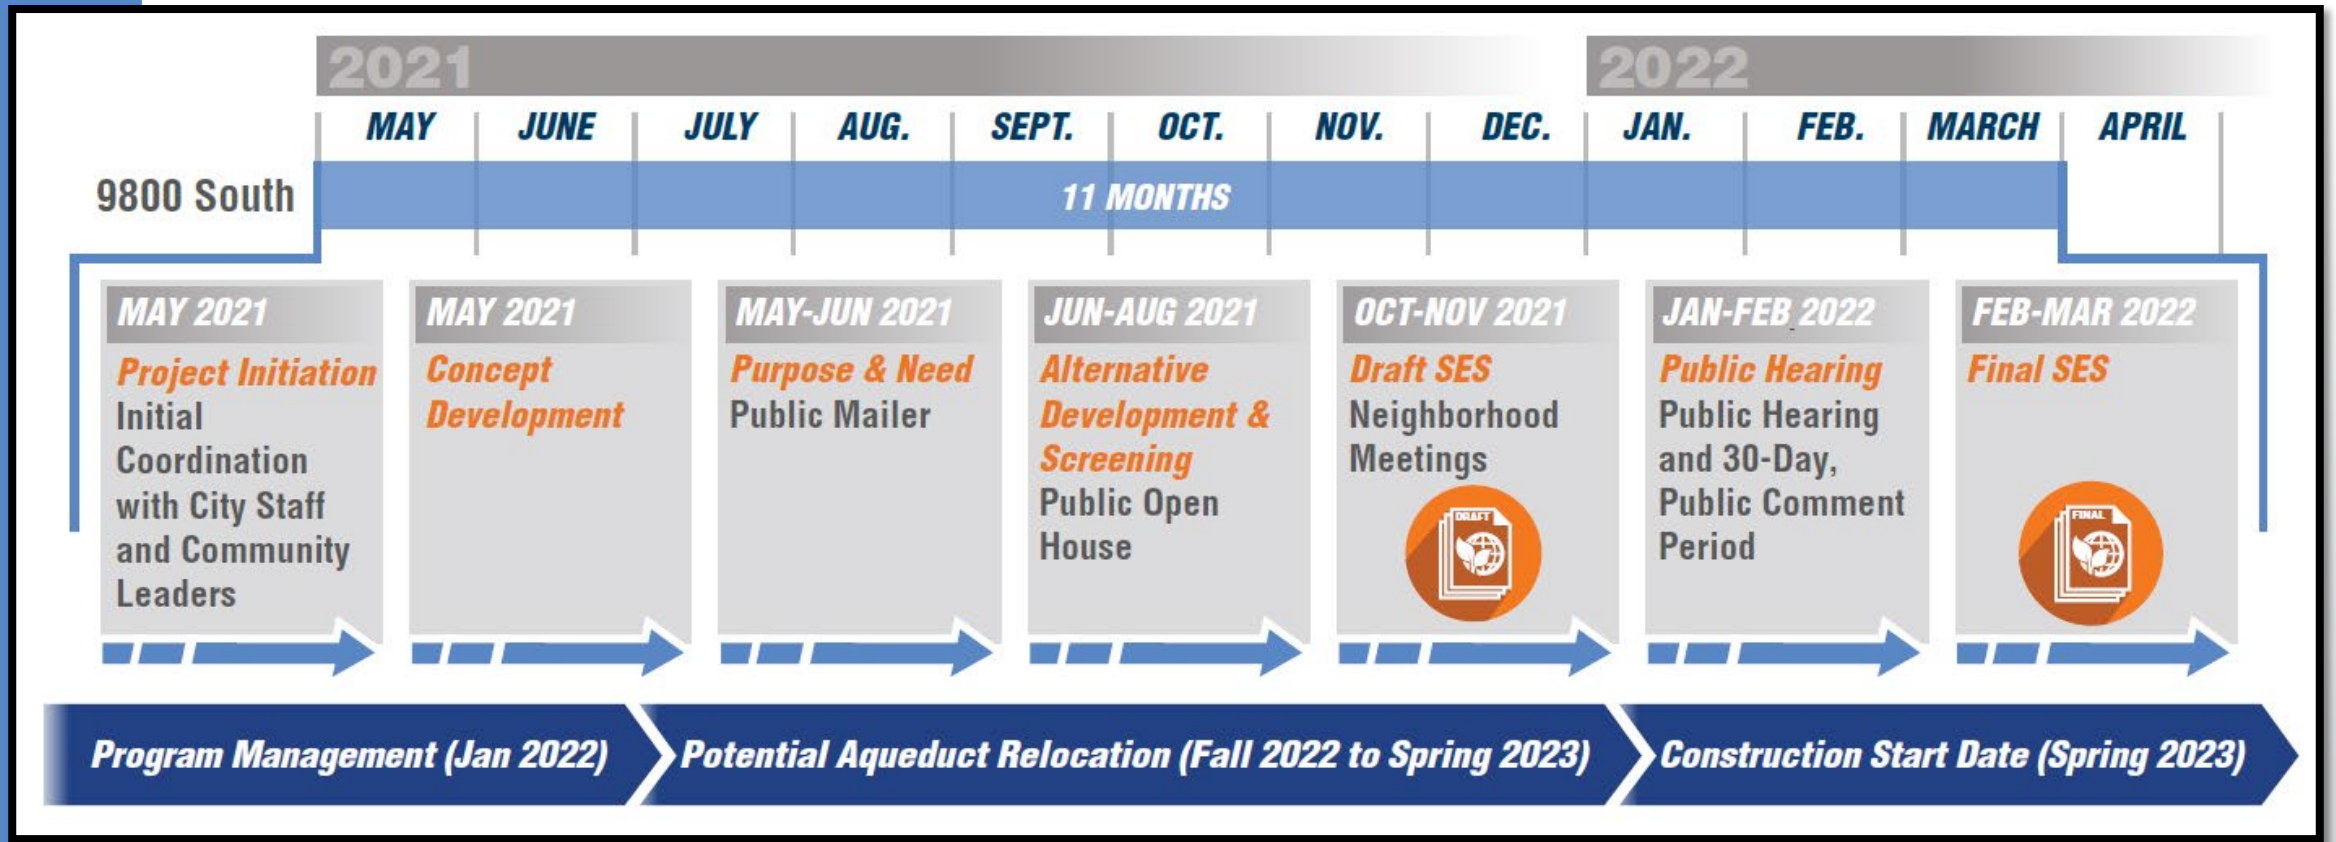 2021
2022
MAY JUNE JULY AUG. SEPT. OCT. NOV. DEC. JAN. FEB. MARCH APRIL
9800 South
11 MONTHS
MAY 2021
Project Initiation
Initial
Coordination
with City Staff
and Community
Leaders
MAY 2021
Concept
Development
MAY-JUN 2021
Purpose & Need
Public Mailer
JUN-AUG 2021
Alternative
Development &
Screening
Public Open
House
OCT-NOV 2021
Draft SES
Neighborhood
Meetings
DRAFT
JAN-FEB 2022
Public Hearing
Public Hearing
and 30-Day,
Public Comment
Period
FEB-MAR 2022
Final SES
FINAL
Program Management (Jan 2022)
Potential Aqueduct Relocation (Fall 2022 to Spring 2023)
Construction Start Date (Spring 2023)